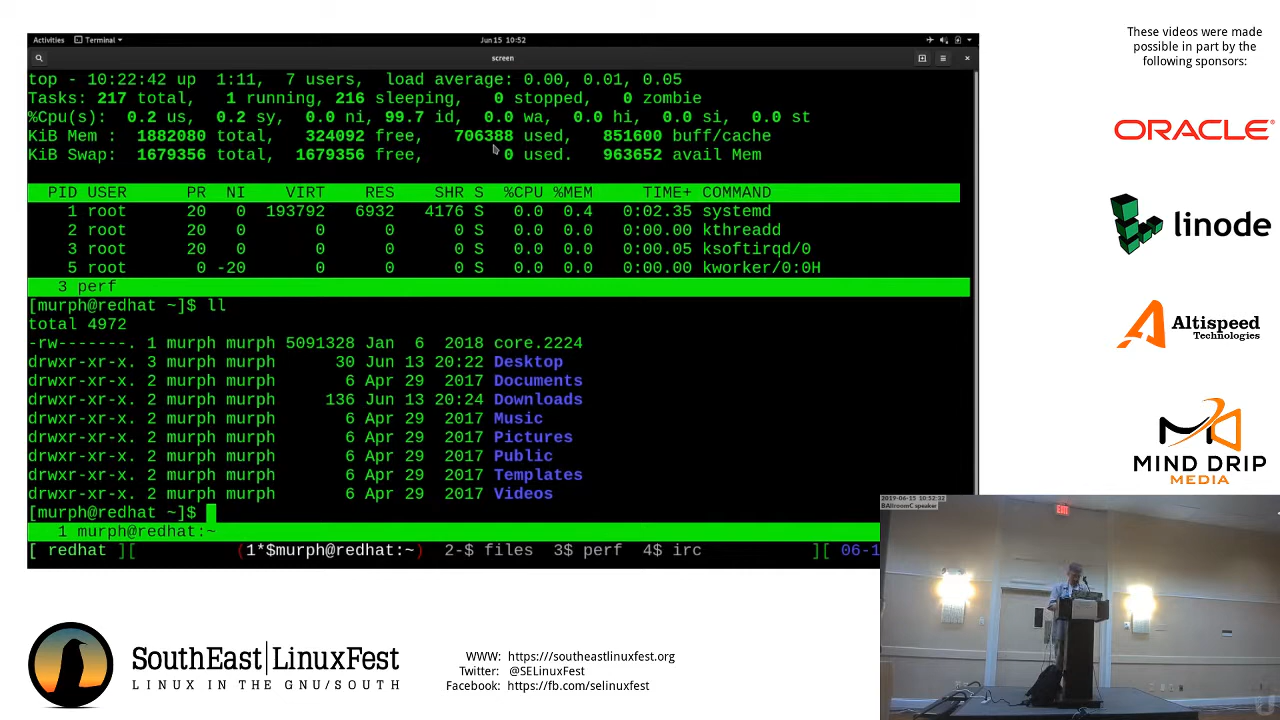 Activities Terminal Jun 15 10:52
screen
top - 10:22:42 up 1:11, 7 users, load average: 0.00, 0.01, 0.05
Tasks: 217 total, 1 running, 216 sleeping, 0 stopped, 0 zombie
%Cpu(s): 0.2 us, 0.2 sy, 0.0 ni, 99.7 id, 0.0 wa, 0.0 hi, 0.0 si, 0.0 st
KiB Mem : 1882080 total, 324092 free, 706388 used, 851600 buff/cache
KiB Swap: 1679356 total, 1679356 free, 0 used. 963652 avail Mem
PID USER PR NI VIRT RES SHR S %CPU %MEM TIME+ COMMAND
1 root 20 0 193792 6932 4176 S 0.0 0.4 0:02.35 systemd
2 root 20 0 0 0 0 S 0.0 0.0 0:00.00 kthreadd
3 root 20 0 0 0 0 S 0.0 0.0 0:00.05 ksoftirqd/0
5 root 0 -20 0 0 0 S 0.0 0.0 0:00.00 kworker/0:0H
3 perf
[murph@redhat ~]$ ll
total 4972
-rw-------. 1 murph murph 5091328 Jan 6 2018 core.2224
drwxr-xr-x. 3 murph murph 30 Jun 13 20:22 Desktop
drwxr-xr-x. 2 murph murph 6 Apr 29 2017 Documents
drwxr-xr-x. 2 murph murph 136 Jun 13 20:24 Downloads
drwxr-xr-x. 2 murph murph 6 Apr 29 2017 Music
drwxr-xr-x. 2 murph murph 6 Apr 29 2017 Pictures
drwxr-xr-x. 2 murph murph 6 Apr 29 2017 Public
drwxr-xr-x. 2 murph murph 6 Apr 29 2017 Templates
drwxr-xr-x. 2 murph murph 6 Apr 29 2017 Videos
[murph@redhat ~]$
1 murph@redhat:~
[ redhat ][ (1*$murph@redhat:~) 2-$ files 3$ perf 4$ irc ][ 06-1
These videos were made
possible in part by the
following sponsors:
ORACLE
linode
Altispeed
Technologies
MIND DRIP
MEDIA
2019-06-15 10:52:32
BAllroomC speaker
EXIT
SouthEast LinuxFest
LINUX IN THE GNU/SOUTH
WWW: https:///southeastlinuxfest.org
Twitter: @SELinuxFest
Facebook: https://fb.com/selinuxfest